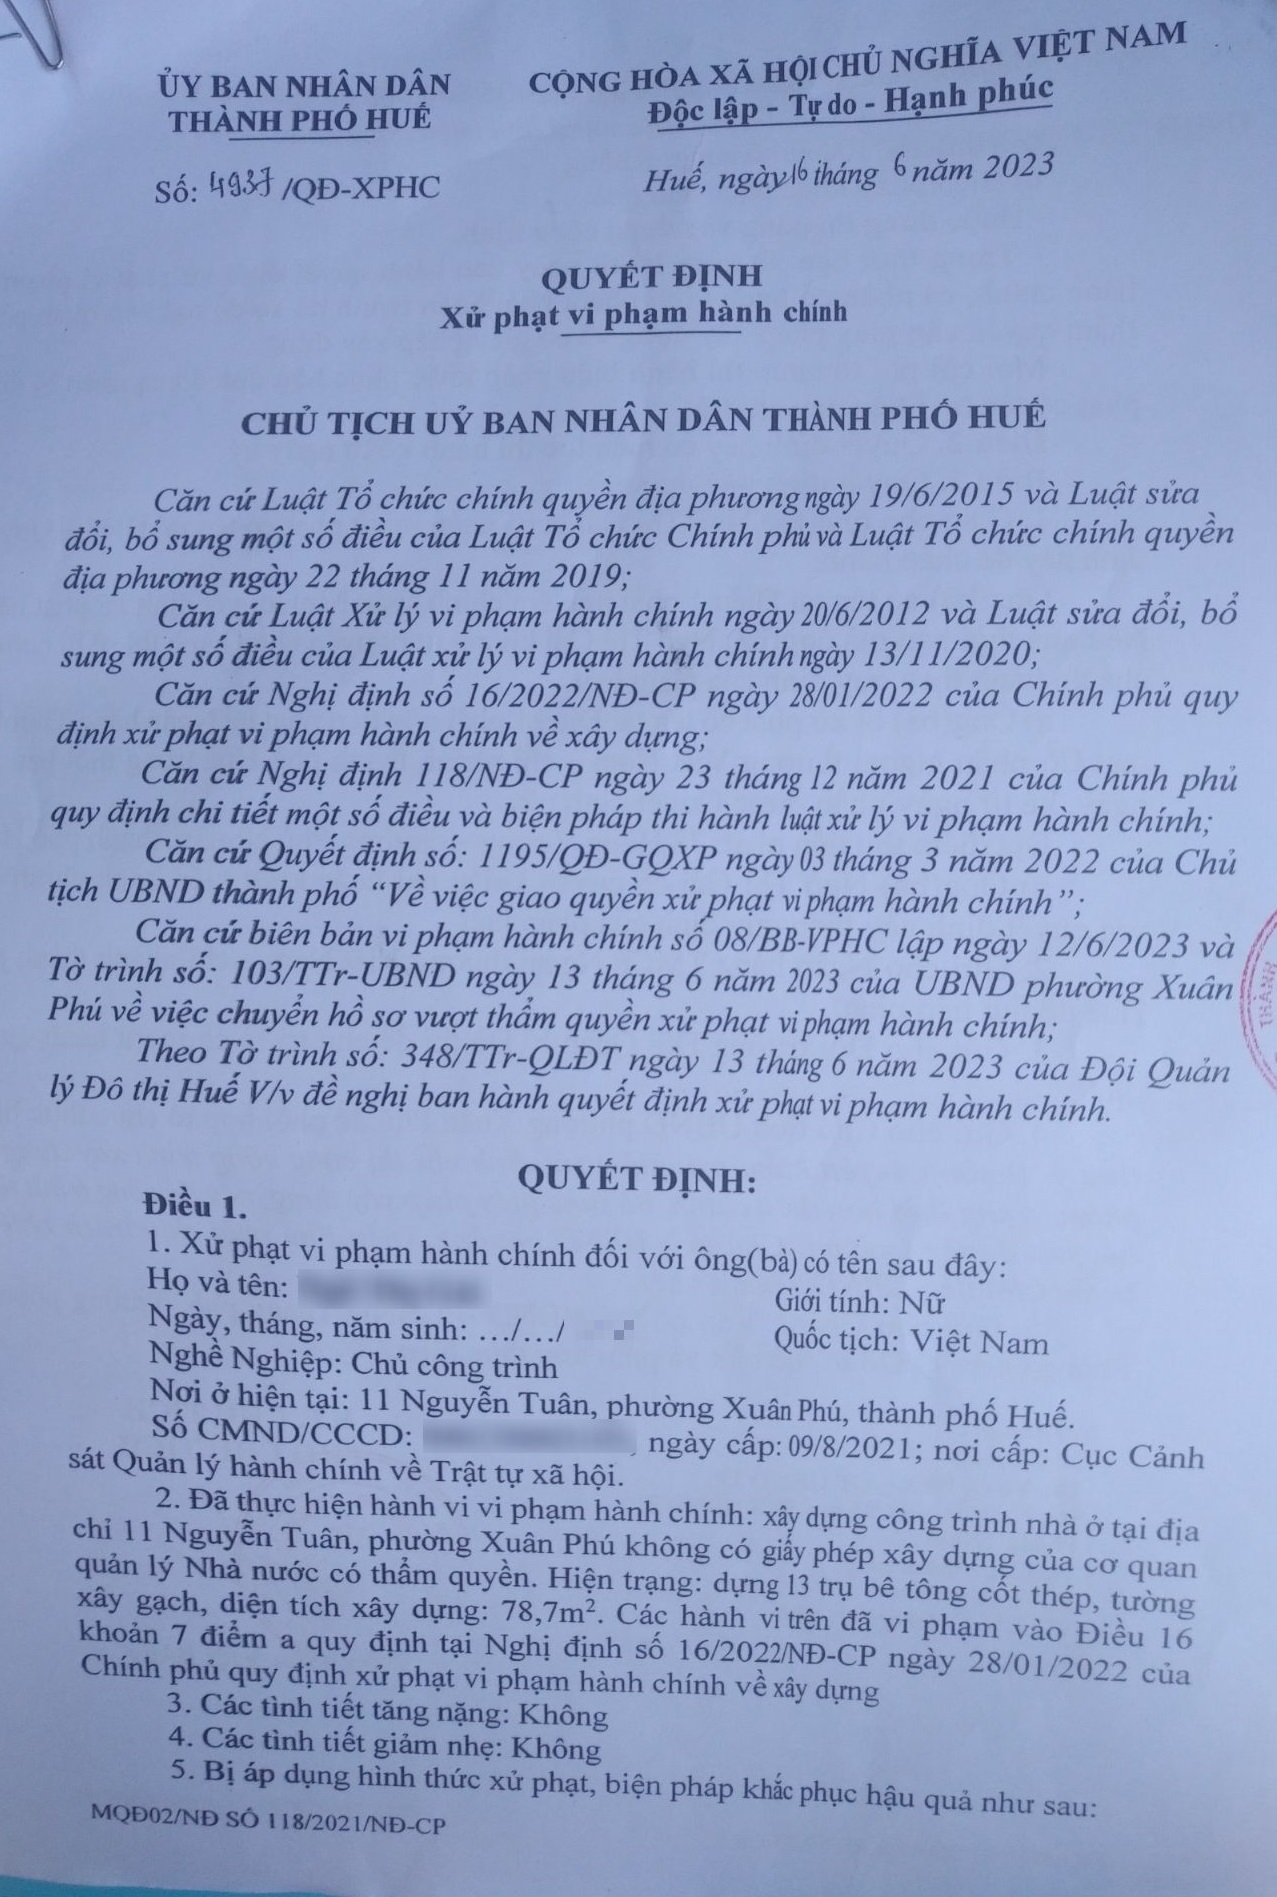 ỦY BAN NHÂN DÂN
THÀNH PHỐ HUẾ
CỘNG HÒA XÃ HỘI CHỦ NGHĨA VIỆT NAM
Độc lập - Tự do - Hạnh phúc
Số: 4937 /QĐ-XPHC
Huế, ngày 16 tháng 6 năm 2023
QUYẾT ĐỊNH
Xử phạt vi phạm hành chính
CHỦ TỊCH UỶ BAN NHÂN DÂN THÀNH PHỐ HUẾ
Căn cứ Luật Tổ chức chính quyền địa phương ngày 19/6/2015 và Luật sửa
đổi, bổ sung một số điều của Luật Tổ chức Chính phủ và Luật Tổ chức chính quyền
địa phương ngày 22 tháng 11 năm 2019;
Căn cứ Luật Xử lý vi phạm hành chính ngày 20/6/2012 và Luật sửa đổi, bổ
sung một số điều của Luật xử lý vi phạm hành chính ngày 13/11/2020;
Căn cứ Nghị định số 16/2022/NĐ-CP ngày 28/01/2022 của Chính phủ quy
định xử phạt vi phạm hành chính về xây dựng;
Căn cứ Nghị định 118/NĐ-CP ngày 23 tháng 12 năm 2021 của Chính phủ
quy định chi tiết một số điều và biện pháp thi hành luật xử lý vi phạm hành chính;
Căn cứ Quyết định số: 1195/QĐ-GQXP ngày 03 tháng 3 năm 2022 của Chủ
tịch UBND thành phố “Về việc giao quyền xử phạt vi phạm hành chính”;
Căn cứ biên bản vi phạm hành chính số 08/BB-VPHC lập ngày 12/6/2023 và
Tờ trình số: 103/TTr-UBND ngày 13 tháng 6 năm 2023 của UBND phường Xuân
Phú về việc chuyển hồ sơ vượt thẩm quyền xử phạt vi phạm hành chính;
Theo Tờ trình số: 348/TTr-QLĐT ngày 13 tháng 6 năm 2023 của Đội Quản
lý Đô thị Huế V/v đề nghị ban hành quyết định xử phạt vi phạm hành chính.
THÀNH
QUYẾT ĐỊNH:
Điều 1.
1. Xử phạt vi phạm hành chính đối với ông(bà) có tên sau đây:
Họ và tên:
Giới tính: Nữ
Ngày, tháng, năm sinh: .../.../
Quốc tịch: Việt Nam
Nghề Nghiệp: Chủ công trình
Nơi ở hiện tại: 11 Nguyễn Tuân, phường Xuân Phú, thành phố Huế.
Số CMND/CCCD: , ngày cấp: 09/8/2021; nơi cấp: Cục Cảnh
sát Quản lý hành chính về Trật tự xã hội.
2. Đã thực hiện hành vi vi phạm hành chính: xây dựng công trình nhà ở tại địa
chỉ 11 Nguyễn Tuân, phường Xuân Phú không có giấy phép xây dựng của cơ quan
quản lý Nhà nước có thẩm quyền. Hiện trạng: dựng 13 trụ bê tông cốt thép, tường
xây gạch, diện tích xây dựng: 78,7m². Các hành vi trên đã vi phạm vào Điều 16
khoản 7 điểm a quy định tại Nghị định số 16/2022/NĐ-CP ngày 28/01/2022 của
Chính phủ quy định xử phạt vi phạm hành chính về xây dựng
3. Các tình tiết tăng nặng: Không
4. Các tình tiết giảm nhẹ: Không
5. Bị áp dụng hình thức xử phạt, biện pháp khắc phục hậu quả như sau:
MQĐ02/NĐ SỐ 118/2021/NĐ-CP